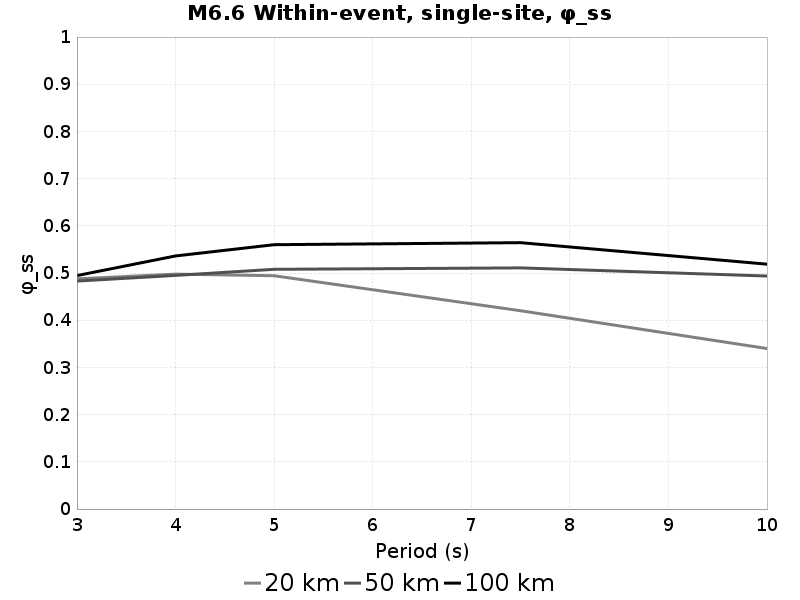 M6.6 Within-event, single-site, φ_ss
1
0.9
0.8
0.7
0.6
0.5
0.4
0.3
0.2
0.1
0
φ_ss
3 4 5 6 7 8 9 10
Period (s)
20 km 50 km 100 km